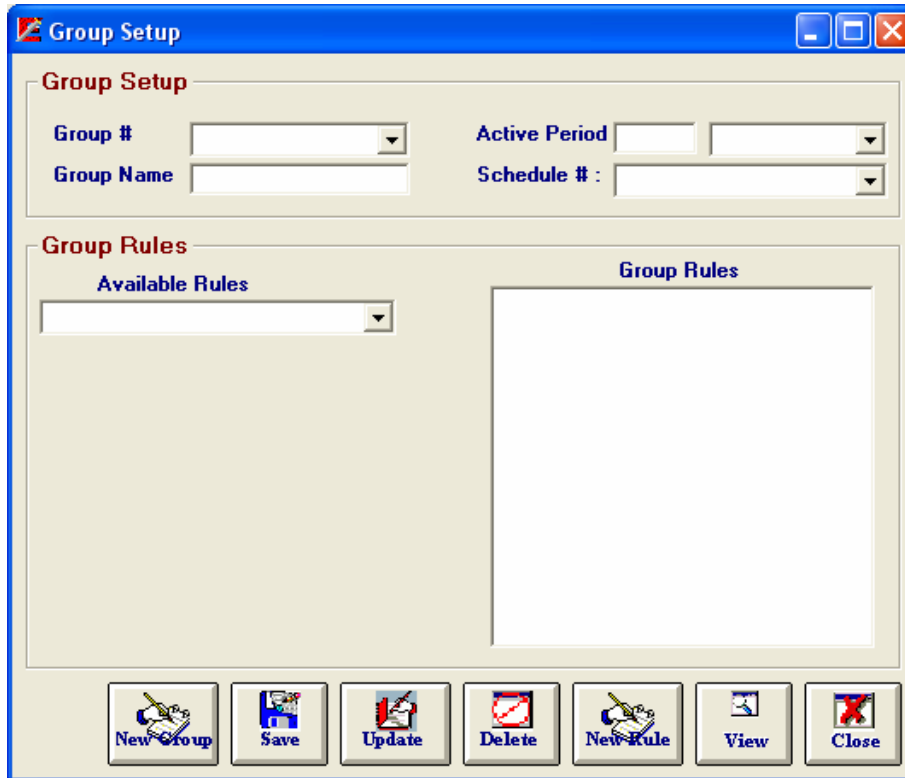 Group Setup
Group Setup
Group #
Active Period
Group Name
Schedule # :
Group Rules
Available Rules
Group Rules
New Group
Save
Update
Delete
New Rule
View
Close